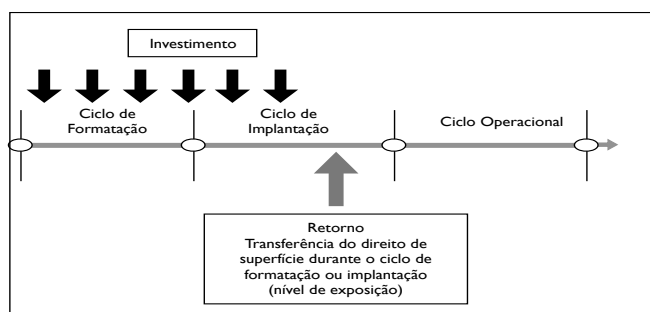 Investimento
Ciclo de
Formatação
Ciclo de
Implantação
Ciclo Operacional
Retorno
Transferência do direito de
superfície durante o ciclo de
formatação ou implantação
(nível de exposição)